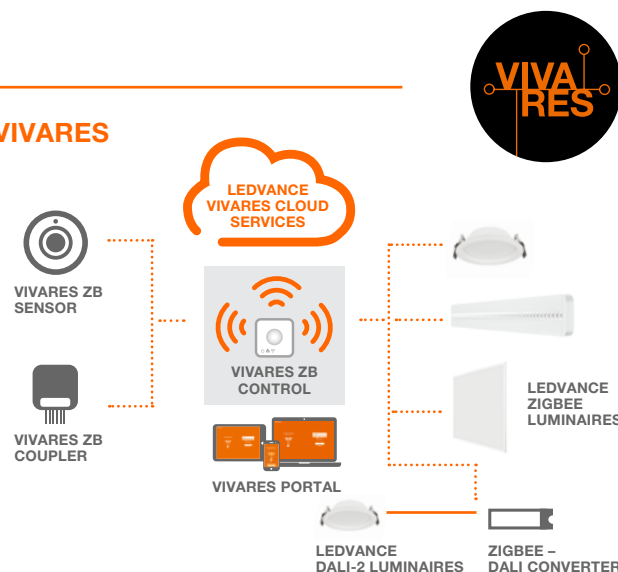 VIVA
RES
VIVARES
LEDVANCE
VIVARES CLOUD
SERVICES
VIVARES ZB
SENSOR
VIVARES ZB
CONTROL
VIVARES ZB
COUPLER
LEDVANCE
ZIGBEE
LUMINAIRES
VIVARES PORTAL
LEDVANCE
DALI-2 LUMINAIRES
ZIGBEE –
DALI CONVERTER